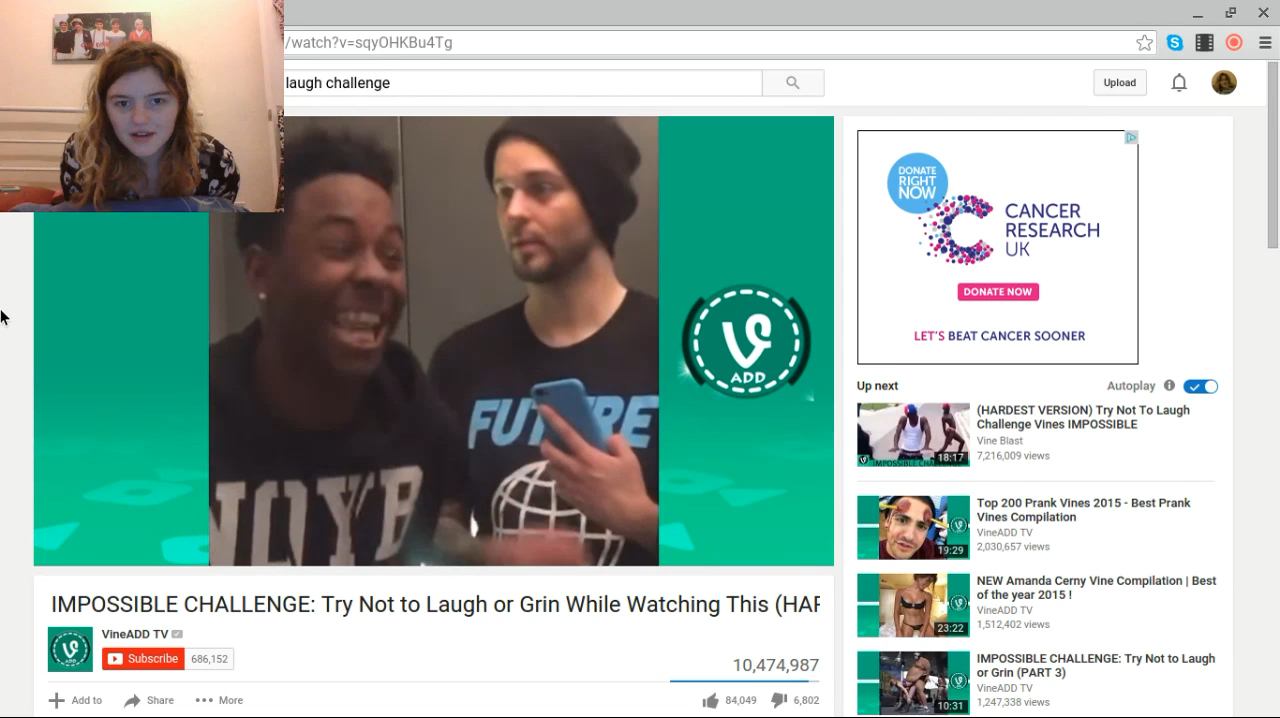 /watch?v=sqyOHKBu4Tg
laugh challenge
Upload
DONATE
RIGHT
NOW
CANCER
RESEARCH
UK
DONATE NOW
LET'S BEAT CANCER SOONER
ADD
FUTURE
Up next
Autoplay
(HARDEST VERSION) Try Not To Laugh
Challenge Vines IMPOSSIBLE
Vine Blast
7,216,009 views
18:17
Top 200 Prank Vines 2015 - Best Prank
Vines Compilation
VineADD TV
2,030,657 views
19:29
NEW Amanda Cerny Vine Compilation | Best
of the year 2015 !
VineADD TV
1,512,402 views
23:22
IMPOSSIBLE CHALLENGE: Try Not to Laugh
or Grin (PART 3)
VineADD TV
1,247,338 views
10:31
IMPOSSIBLE CHALLENGE: Try Not to Laugh or Grin While Watching This (HAR
VineADD TV
Subscribe 686,152
10,474,987
Add to Share More 84,049 6,802